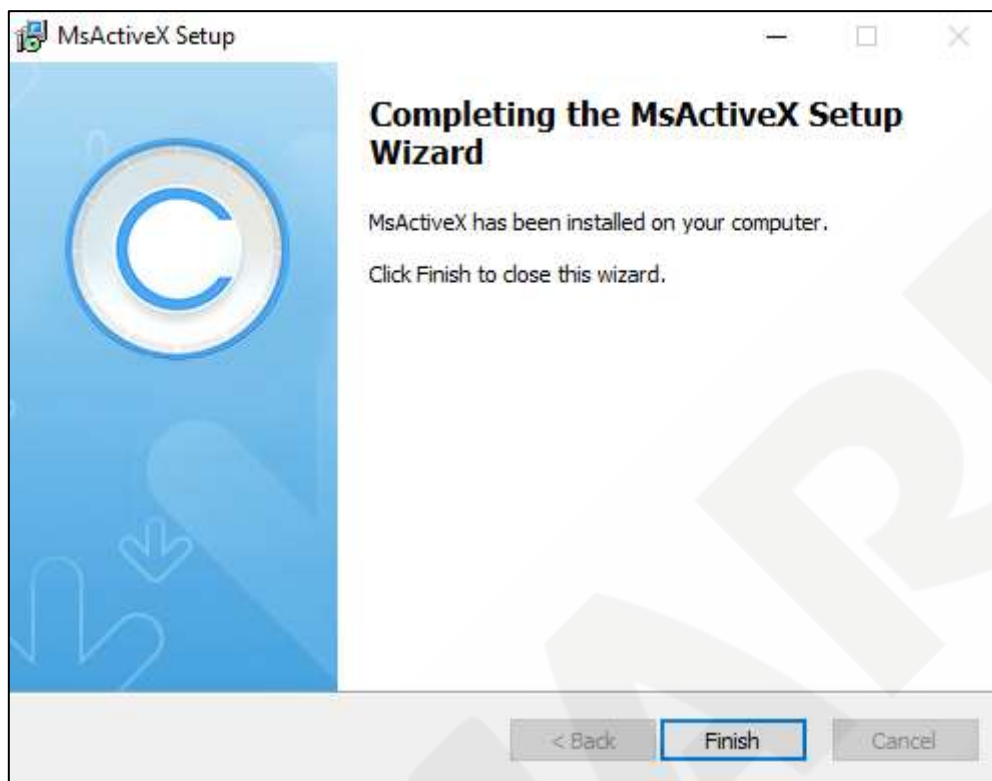 MsActiveX Setup
Completing the MsActiveX Setup
Wizard
MsActiveX has been installed on your computer.
Click Finish to close this wizard.
< Back Finish Cancel